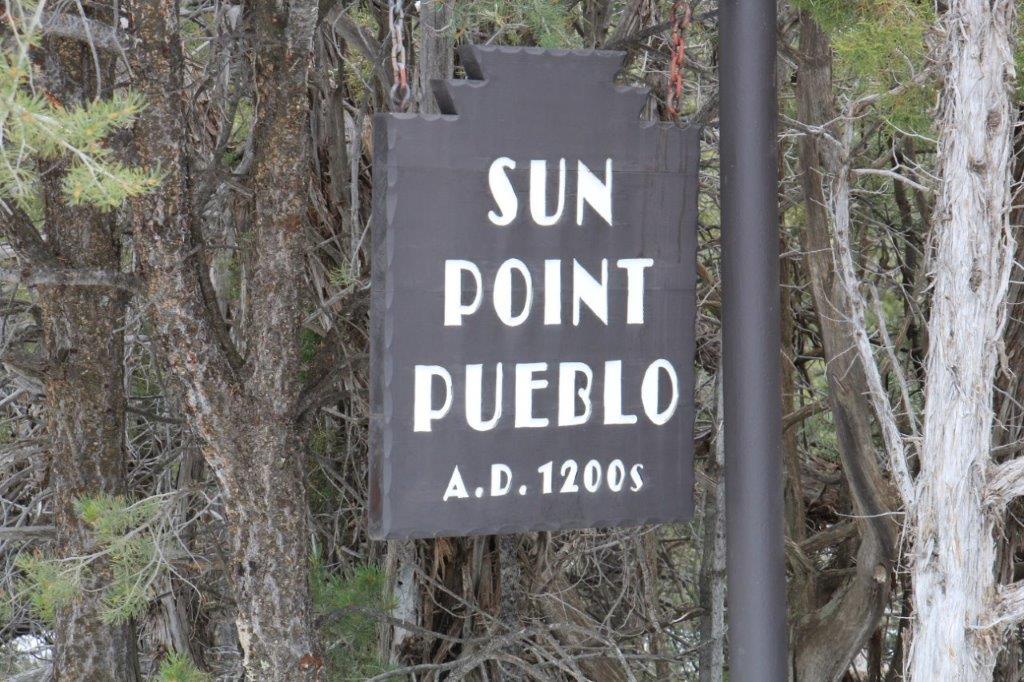 SUN
POINT
PUEBLO
A.D. 1200s